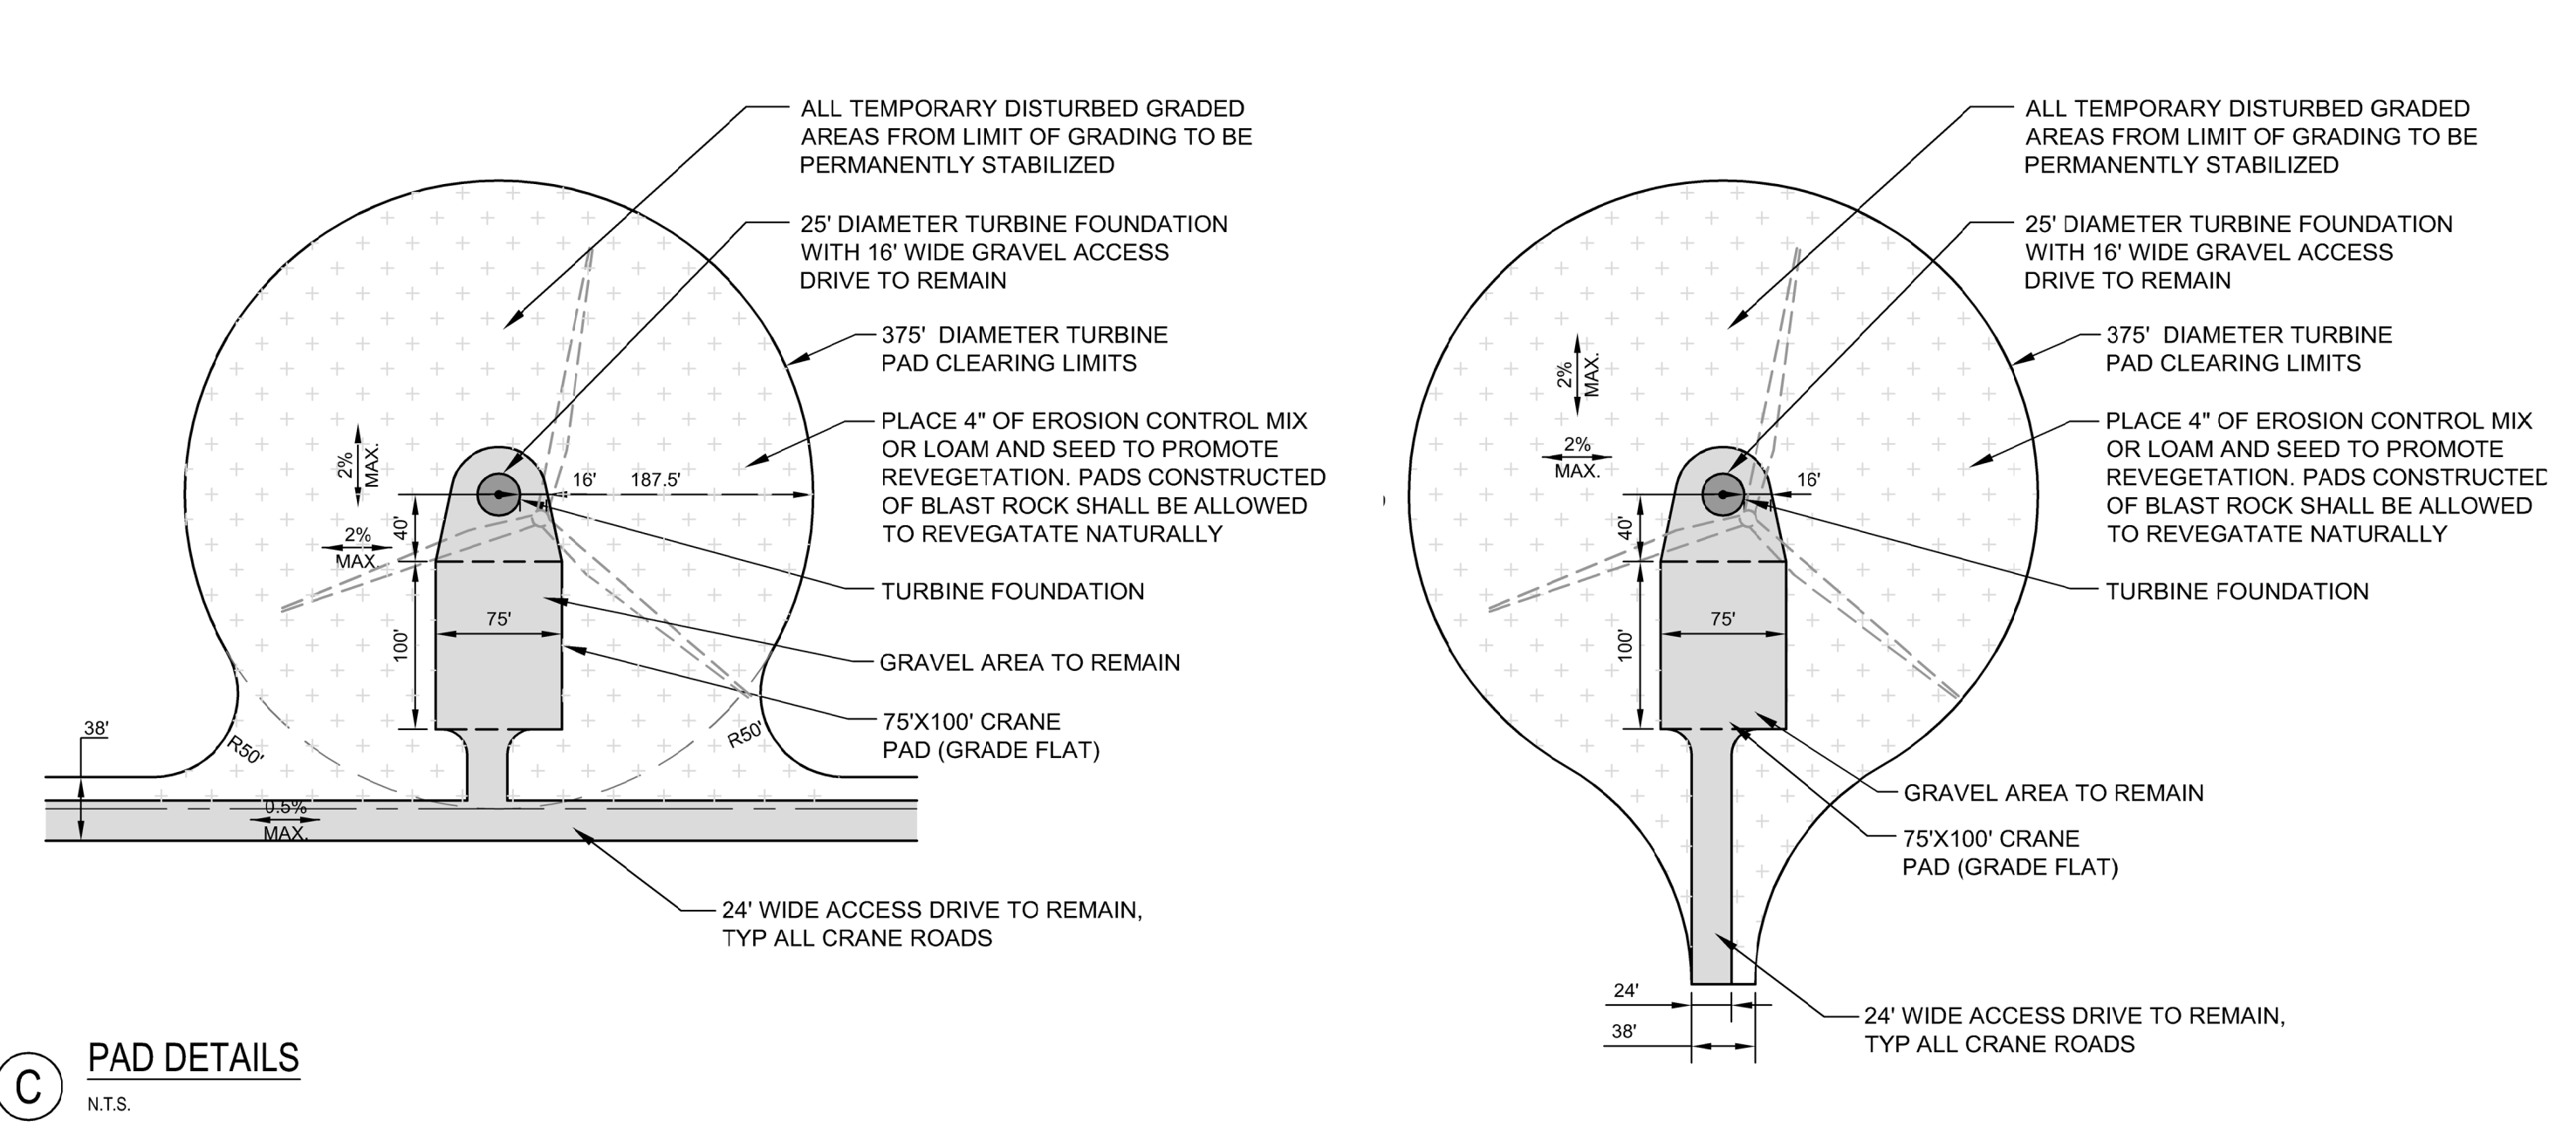 ALL TEMPORARY DISTURBED GRADED
AREAS FROM LIMIT OF GRADING TO BE
PERMANENTLY STABILIZED
25' DIAMETER TURBINE FOUNDATION
WITH 16' WIDE GRAVEL ACCESS
DRIVE TO REMAIN
375' DIAMETER TURBINE
PAD CLEARING LIMITS
PLACE 4" OF EROSION CONTROL MIX
OR LOAM AND SEED TO PROMOTE
REVEGETATION. PADS CONSTRUCTED
OF BLAST ROCK SHALL BE ALLOWED
TO REVEGATATE NATURALLY
2%
MAX.
16'
187.5'
40'
2%
MAX.
TURBINE FOUNDATION
75'
100'
GRAVEL AREA TO REMAIN
75'X100' CRANE
PAD (GRADE FLAT)
38'
R50'
R50'
0.5%
MAX.
24' WIDE ACCESS DRIVE TO REMAIN,
TYP ALL CRANE ROADS
ALL TEMPORARY DISTURBED GRADED
AREAS FROM LIMIT OF GRADING TO BE
PERMANENTLY STABILIZED
25' DIAMETER TURBINE FOUNDATION
WITH 16' WIDE GRAVEL ACCESS
DRIVE TO REMAIN
375' DIAMETER TURBINE
PAD CLEARING LIMITS
2%
MAX.
PLACE 4" OF EROSION CONTROL MIX
OR LOAM AND SEED TO PROMOTE
REVEGETATION. PADS CONSTRUCTED
OF BLAST ROCK SHALL BE ALLOWED
TO REVEGATATE NATURALLY
2%
MAX.
16'
40'
TURBINE FOUNDATION
75'
100'
GRAVEL AREA TO REMAIN
75'X100' CRANE
PAD (GRADE FLAT)
24'
38'
24' WIDE ACCESS DRIVE TO REMAIN,
TYP ALL CRANE ROADS
C
PAD DETAILS
N.T.S.